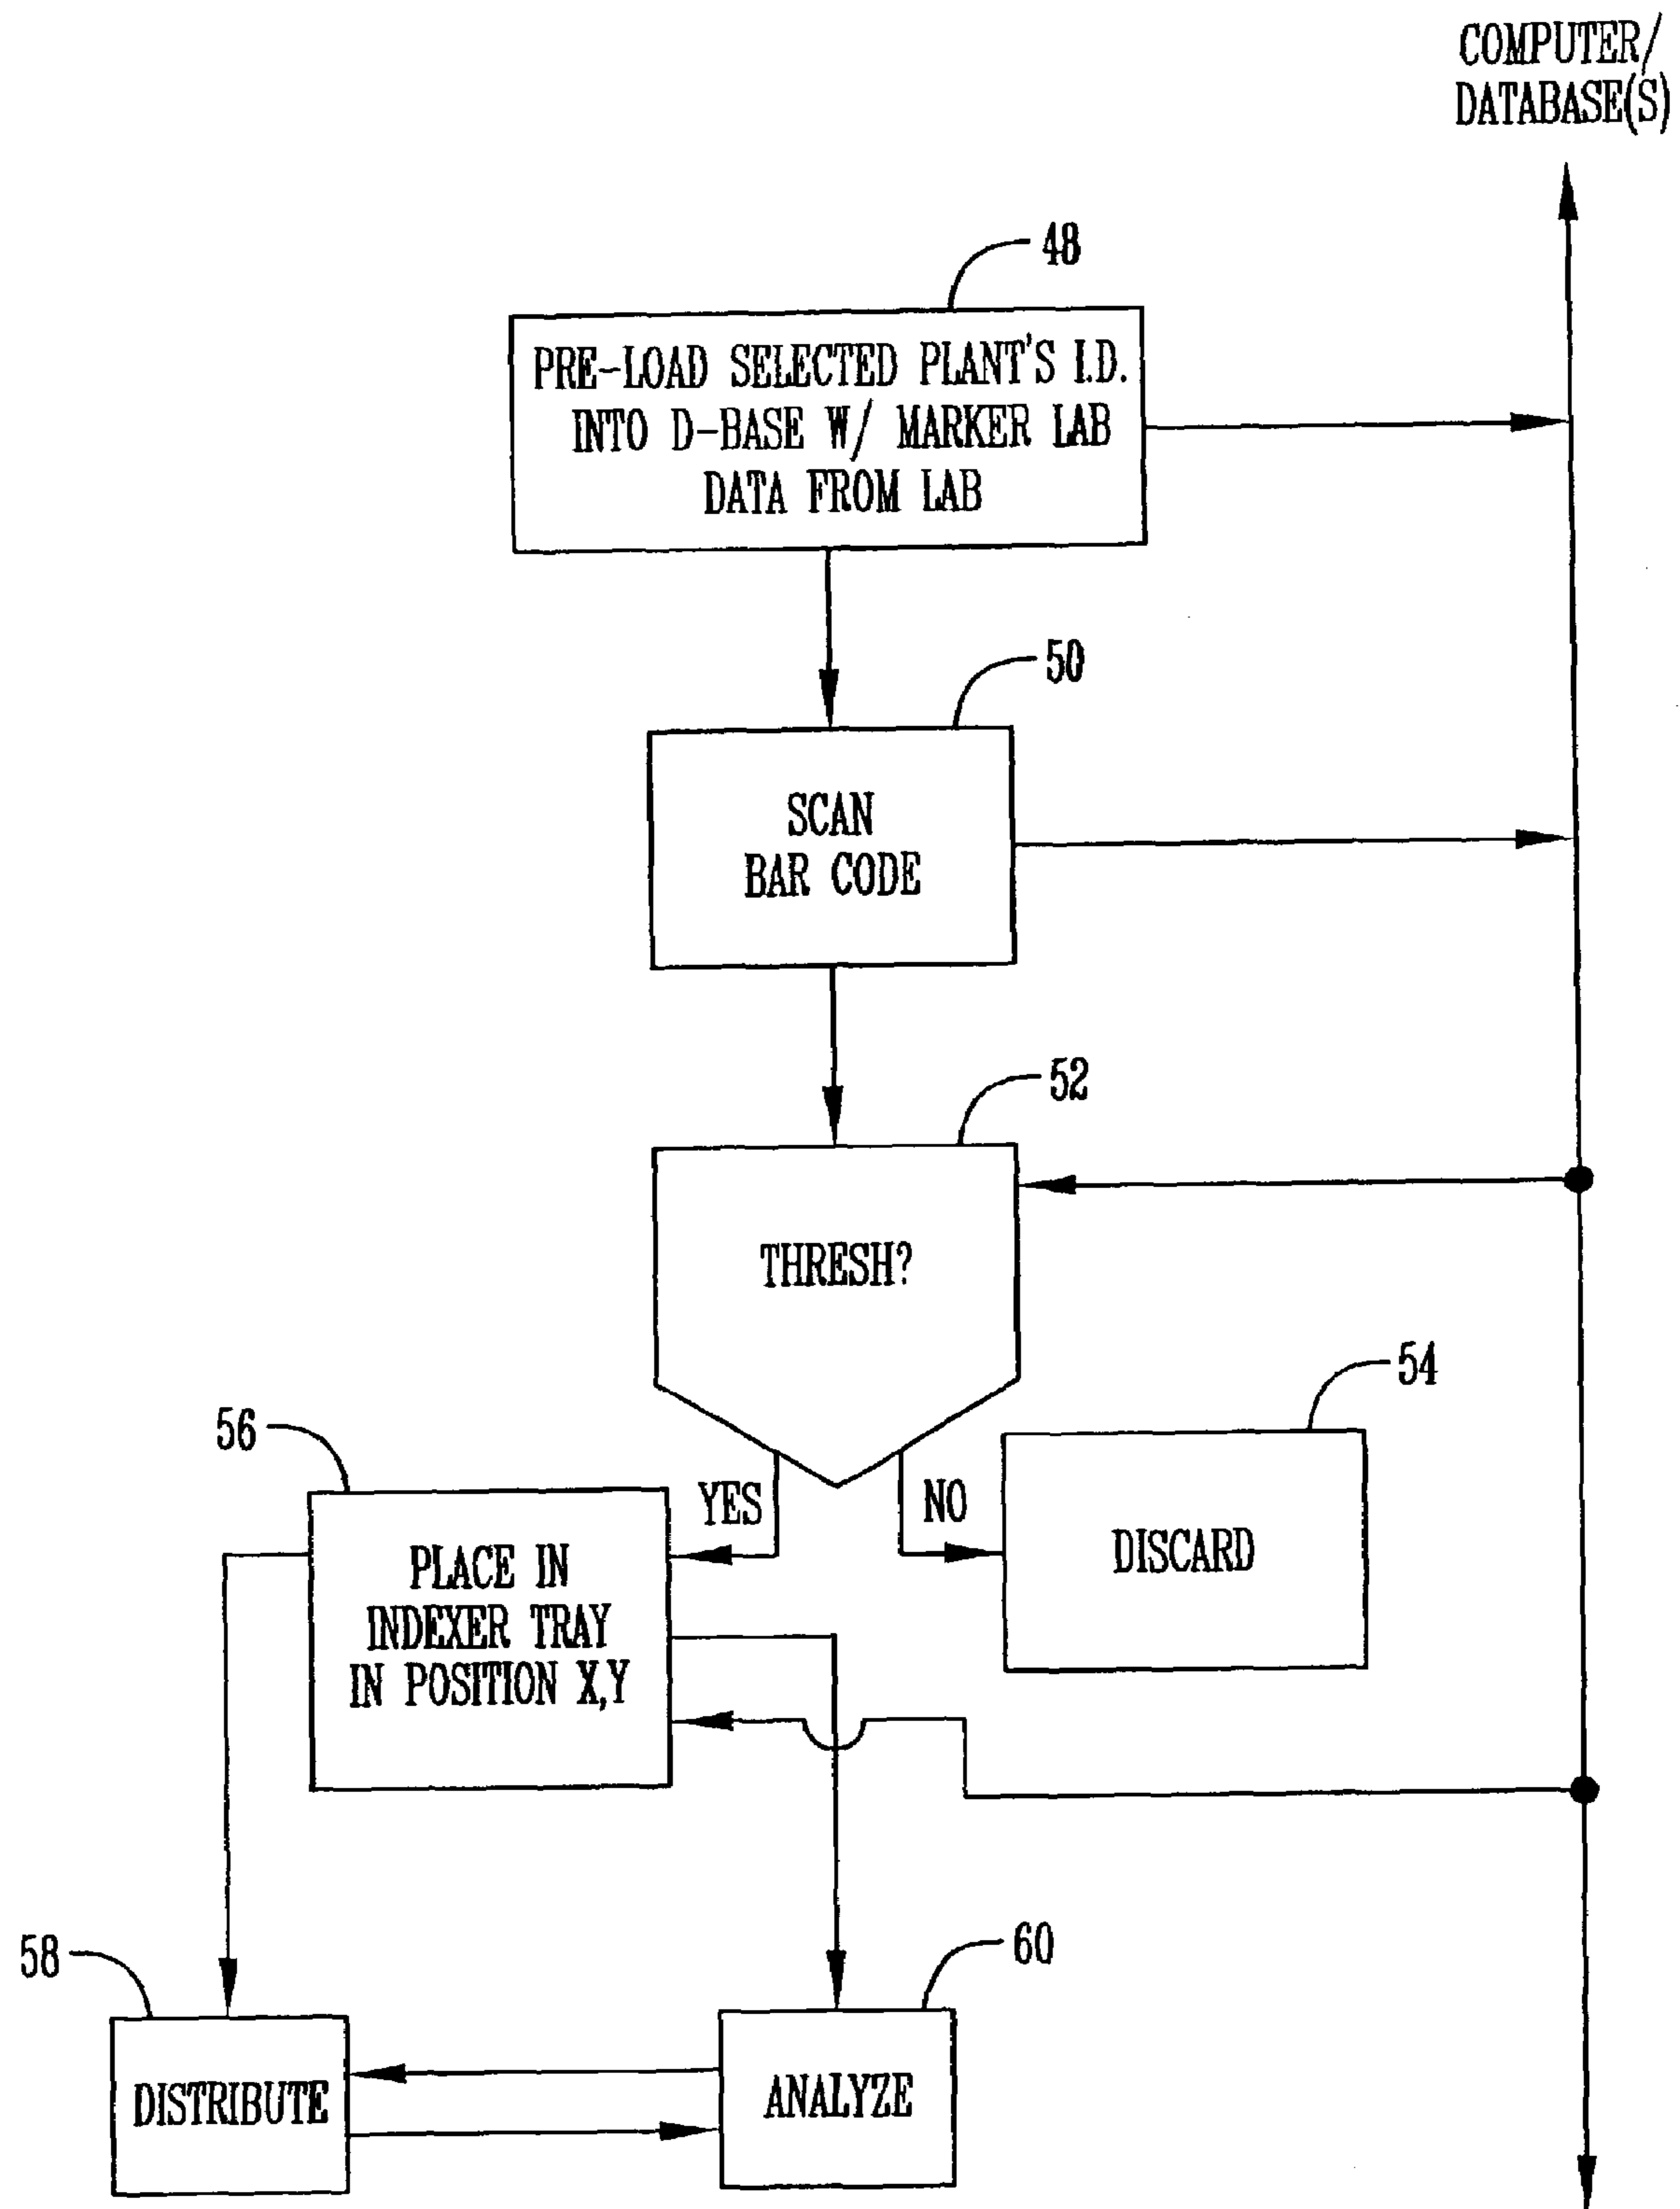 COMPUTER/
DATABASE(S)
48
PRE-LOAD SELECTED PLANT'S I.D.
INTO D-BASE W/ MARKER LAB
DATA FROM LAB
50
SCAN
BAR CODE
52
THRESH?
54
56
YES
NO
PLACE IN
INDEXER TRAY
IN POSITION X,Y
DISCARD
58
60
DISTRIBUTE
ANALYZE